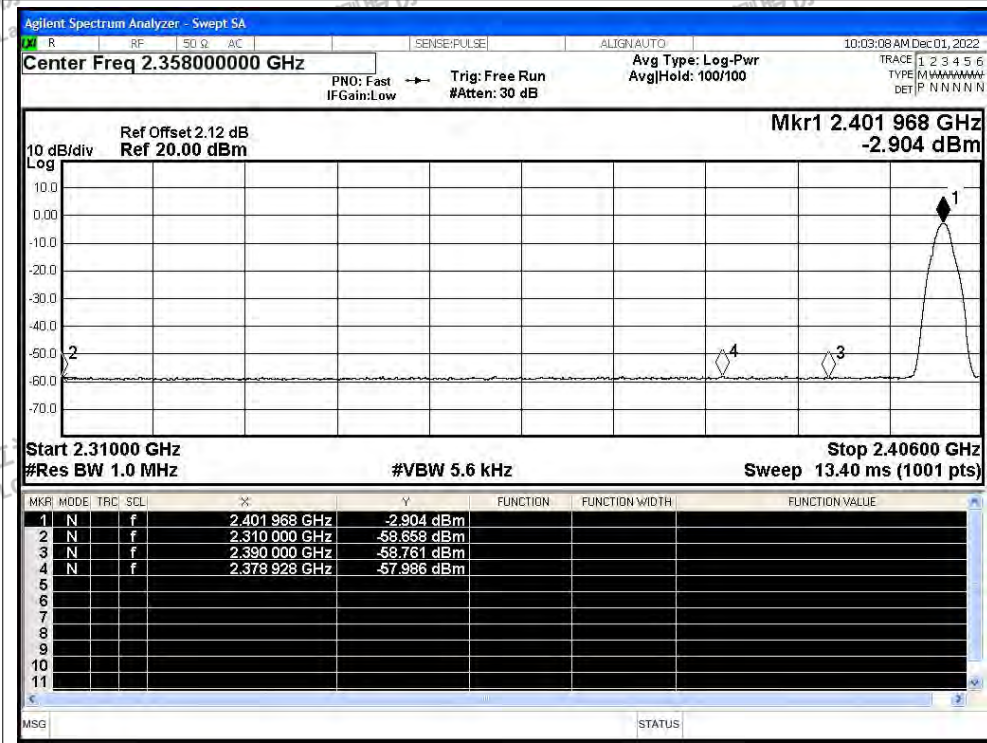 Agilent Spectrum Analyzer - Swept SA
R RF 50 Ω AC SENSE:PULSE ALIGN AUTO 10:03:08 AM Dec 01, 2022
Center Freq 2.358000000 GHz Avg Type: Log-Pwr TRACE 1 2 3 4 5 6
PNO: Fast Trig: Free Run Avg|Hold: 100/100 TYPE M
IFGain:Low #Atten: 30 dB DET P N N N N N
Mkr1 2.401 968 GHz
Ref Offset 2.12 dB
10 dB/div Ref 20.00 dBm -2.904 dBm
Log
10.0
1
0.00
-10.0
-20.0
-30.0
-40.0
-50.0 2 4 3
-60.0
-70.0
Start 2.31000 GHz Stop 2.40600 GHz
#Res BW 1.0 MHz #VBW 5.6 kHz Sweep 13.40 ms (1001 pts)
MKR MODE TRC SCL X Y FUNCTION FUNCTION WIDTH FUNCTION VALUE
1 N f 2.401 968 GHz -2.904 dBm
2 N f 2.310 000 GHz -58.658 dBm
3 N f 2.390 000 GHz -58.761 dBm
4 N f 2.378 928 GHz -57.986 dBm
5
6
7
8
9
10
11
MSG STATUS